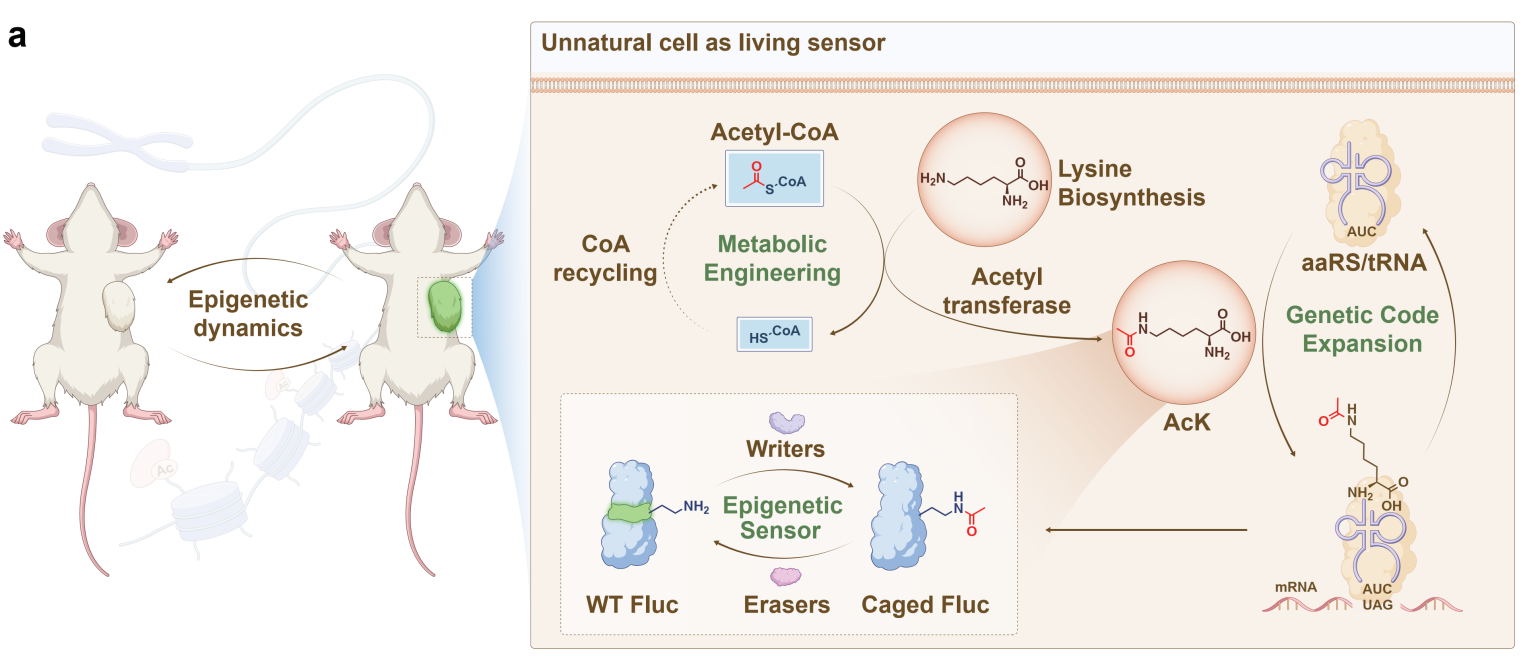 a
Unnatural cell as living sensor
Acetyl-CoA
O
S
CoA
CoA
recycling
Metabolic
Engineering
HS
CoA
H₂N
O
OH
NH₂
Lysine
Biosynthesis
Acetyl
transferase
H
N
O
O
OH
NH₂
AcK
AUC
aaRS/tRNA
Genetic Code
Expansion
O
H
N
NH₂
O
OH
mRNA
AUC
UAG
Epigenetic
dynamics
Ac
Ac
Writers
NH₂
Epigenetic
Sensor
H
N
O
WT Fluc
Erasers
Caged Fluc